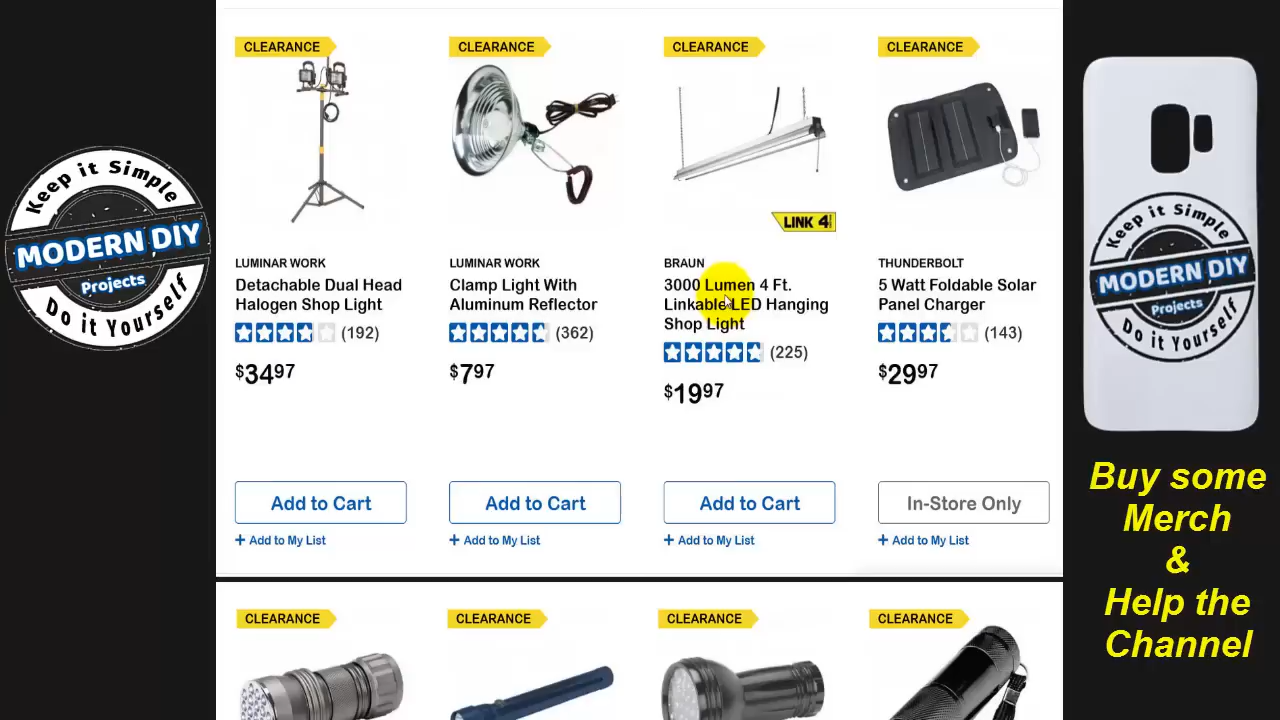 CLEARANCE
CLEARANCE
CLEARANCE
CLEARANCE
LINK 4
LUMINAR WORK
Detachable Dual Head
Halogen Shop Light
(192)
$34 97
Add to Cart
+ Add to My List
LUMINAR WORK
Clamp Light With
Aluminum Reflector
(362)
$7 97
Add to Cart
+ Add to My List
BRAUN
3000 Lumen 4 Ft.
Linkable LED Hanging
Shop Light
(225)
$19 97
Add to Cart
+ Add to My List
THUNDERBOLT
5 Watt Foldable Solar
Panel Charger
(143)
$29 97
In-Store Only
+ Add to My List
CLEARANCE
CLEARANCE
CLEARANCE
CLEARANCE
Keep it Simple
MODERN DIY
Projects
Do it Yourself
Keep it Simple
MODERN DIY
Projects
Do it Yourself
Buy some
Merch
&
Help the
Channel